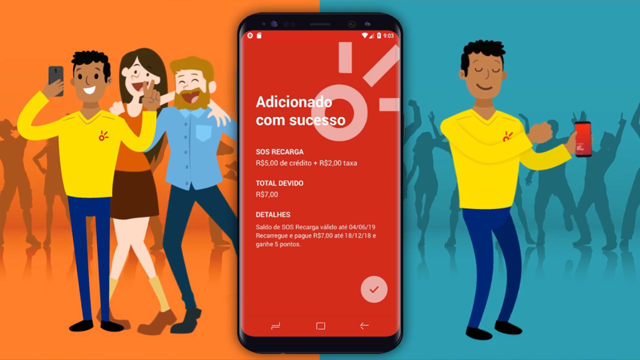 9:03
Adicionado
com sucesso
SOS RECARGA
R$5,00 de crédito + R$2,00 taxa
TOTAL DEVIDO
R$7,00
DETALHES
Saldo de SOS Recarga válido até 04/06/19
Recarregue e pague R$7,00 até 18/12/18 e
ganhe 5 pontos.